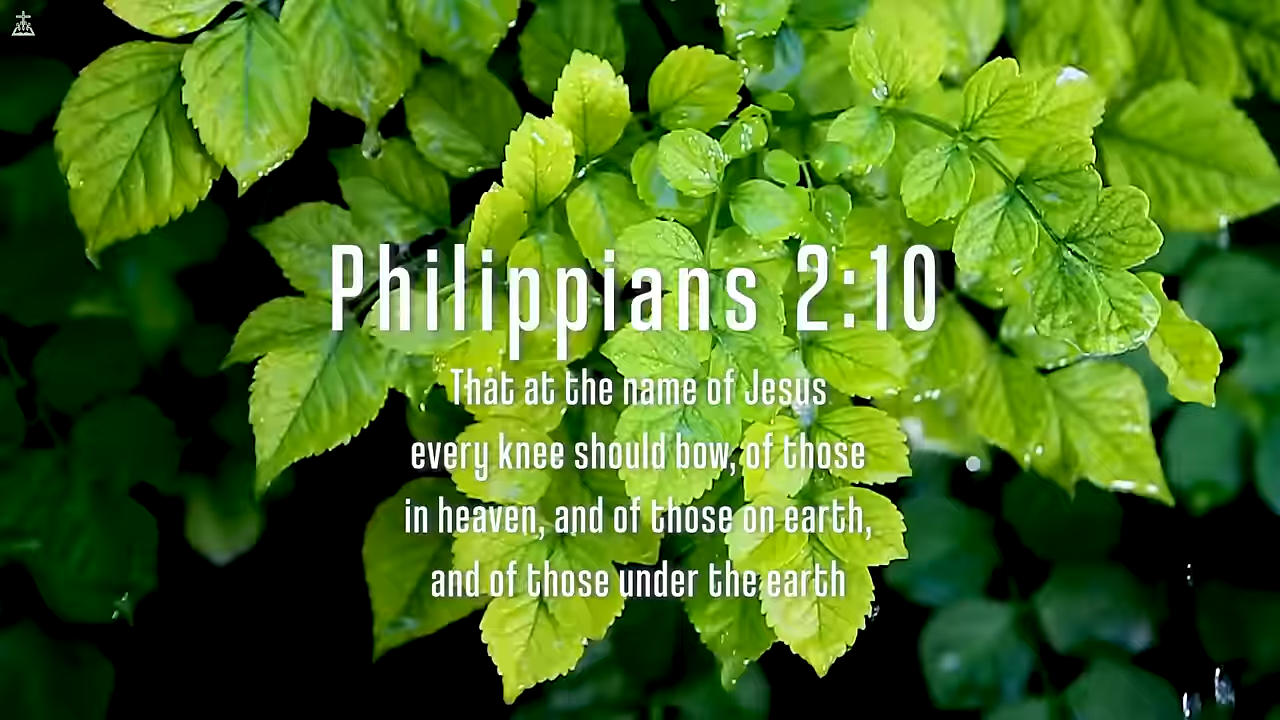 Philippians 2:10
That at the name of Jesus
every knee should bow, of those
in heaven, and of those on earth,
and of those under the earth